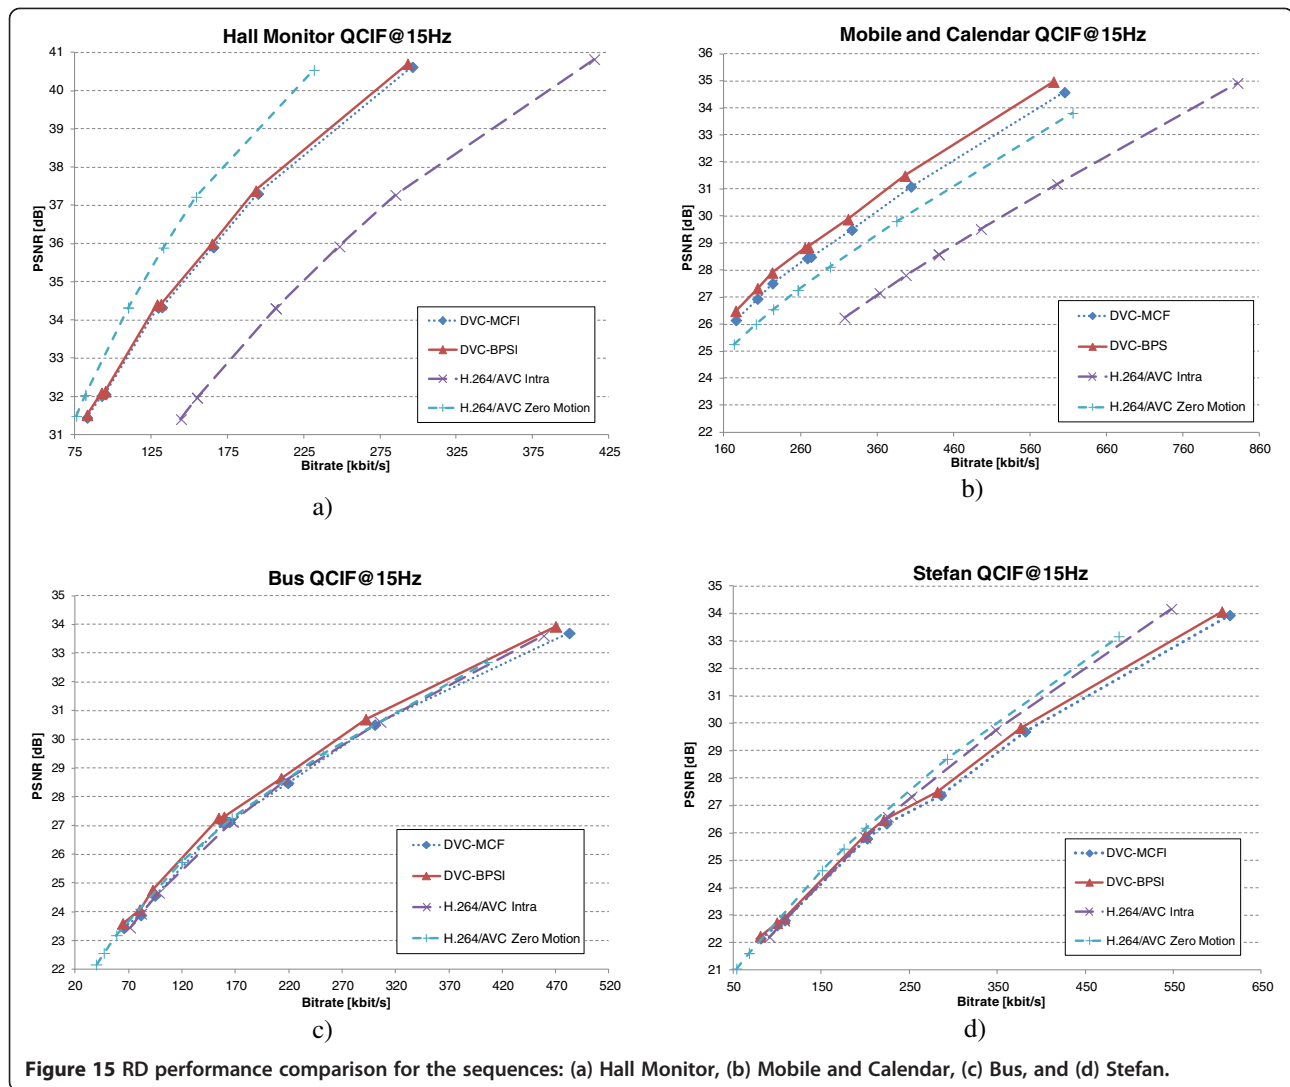 Hall Monitor QCIF@15Hz
41
40
39
38
37
36
35
34
33
32
31
PSNR [dB]
75 125 175 225 275 325 375 425
Bitrate [kbit/s]
DVC-MCFI
DVC-BPSI
H.264/AVC Intra
H.264/AVC Zero Motion
a)
Mobile and Calendar QCIF@15Hz
36
35
34
33
32
31
30
29
28
27
26
25
24
23
22
PSNR [dB]
160 260 360 460 560 660 760 860
Bitrate [kbit/s]
DVC-MCF
DVC-BPS
H.264/AVC Intra
H.264/AVC Zero Motion
b)
Bus QCIF@15Hz
35
34
33
32
31
30
29
28
27
26
25
24
23
22
PSNR [dB]
20 70 120 170 220 270 320 370 420 470 520
Bitrate [kbit/s]
DVC-MCF
DVC-BPSI
H.264/AVC Intra
H.264/AVC Zero Motion
c)
Stefan QCIF@15Hz
35
34
33
32
31
30
29
28
27
26
25
24
23
22
21
PSNR [dB]
50 150 250 350 450 550 650
Bitrate [kbit/s]
DVC-MCFI
DVC-BPSI
H.264/AVC Intra
H.264/AVC Zero Motion
d)
Figure 15 RD performance comparison for the sequences: (a) Hall Monitor, (b) Mobile and Calendar, (c) Bus, and (d) Stefan.